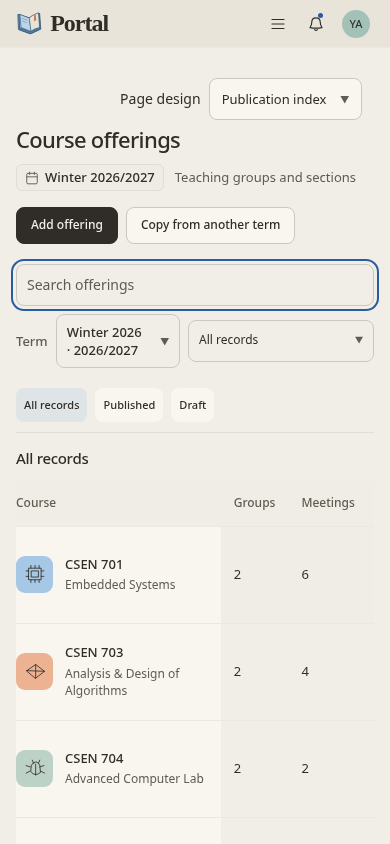 Portal
YA
Page design
Publication index
Course offerings
Winter 2026/2027
Teaching groups and sections
Add offering
Copy from another term
Search offerings
Term
Winter 2026
· 2026/2027
All records
All records
Published
Draft
All records
Course
Groups
Meetings
CSEN 701
Embedded Systems
2
6
CSEN 703
Analysis & Design of
Algorithms
2
4
CSEN 704
Advanced Computer Lab
2
2